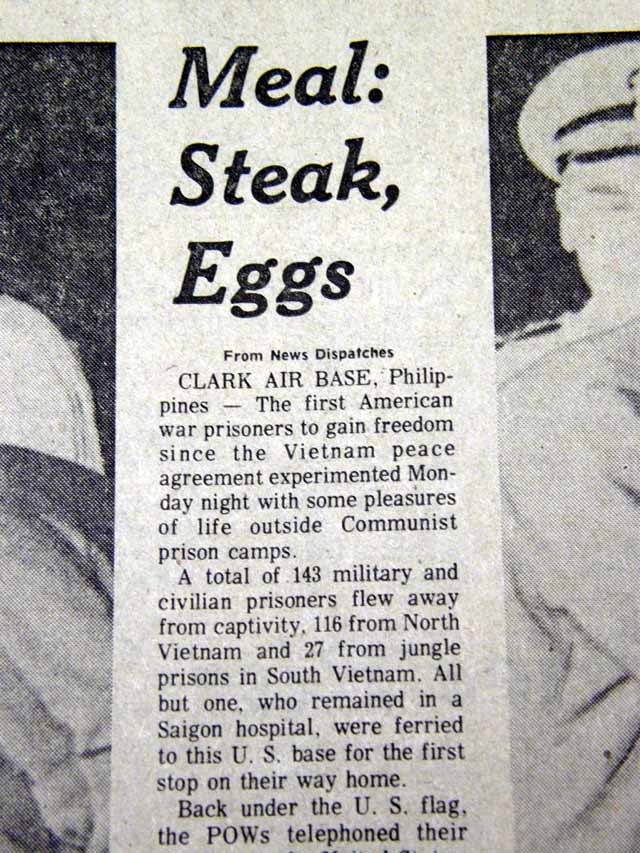 Meal:
Steak,
Eggs
From News Dispatches
CLARK AIR BASE, Philip-
pines — The first American
war prisoners to gain freedom
since the Vietnam peace
agreement experimented Mon-
day night with some pleasures
of life outside Communist
prison camps.
A total of 143 military and
civilian prisoners flew away
from captivity, 116 from North
Vietnam and 27 from jungle
prisons in South Vietnam. All
but one, who remained in a
Saigon hospital, were ferried
to this U. S. base for the first
stop on their way home.
Back under the U. S. flag,
the POWs telephoned their